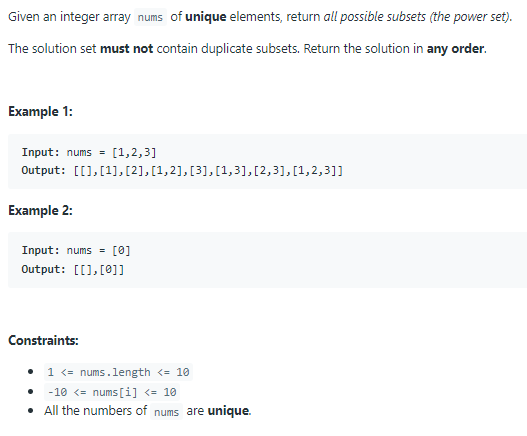 Given an integer array nums of unique elements, return all possible subsets (the power set).
The solution set must not contain duplicate subsets. Return the solution in any order.
Example 1:
Input: nums = [1,2,3]
Output: [[],[1],[2],[1,2],[3],[1,3],[2,3],[1,2,3]]
Example 2:
Input: nums = [0]
Output: [[],[0]]
Constraints:
• 1 <= nums.length <= 10
• -10 <= nums[i] <= 10
• All the numbers of nums are unique.